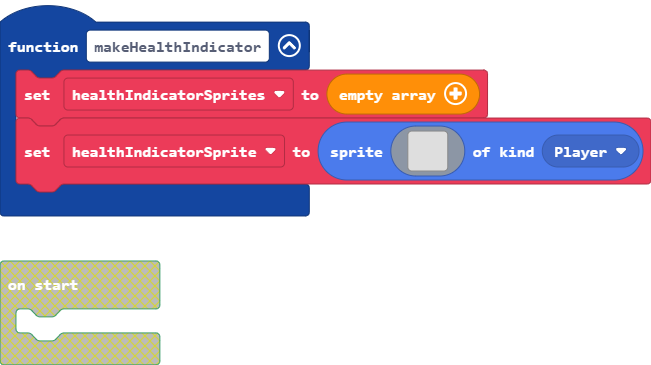 function makeHealthIndicator
set healthIndicatorSprites to empty array
set healthIndicatorSprite to sprite of kind Player
on start